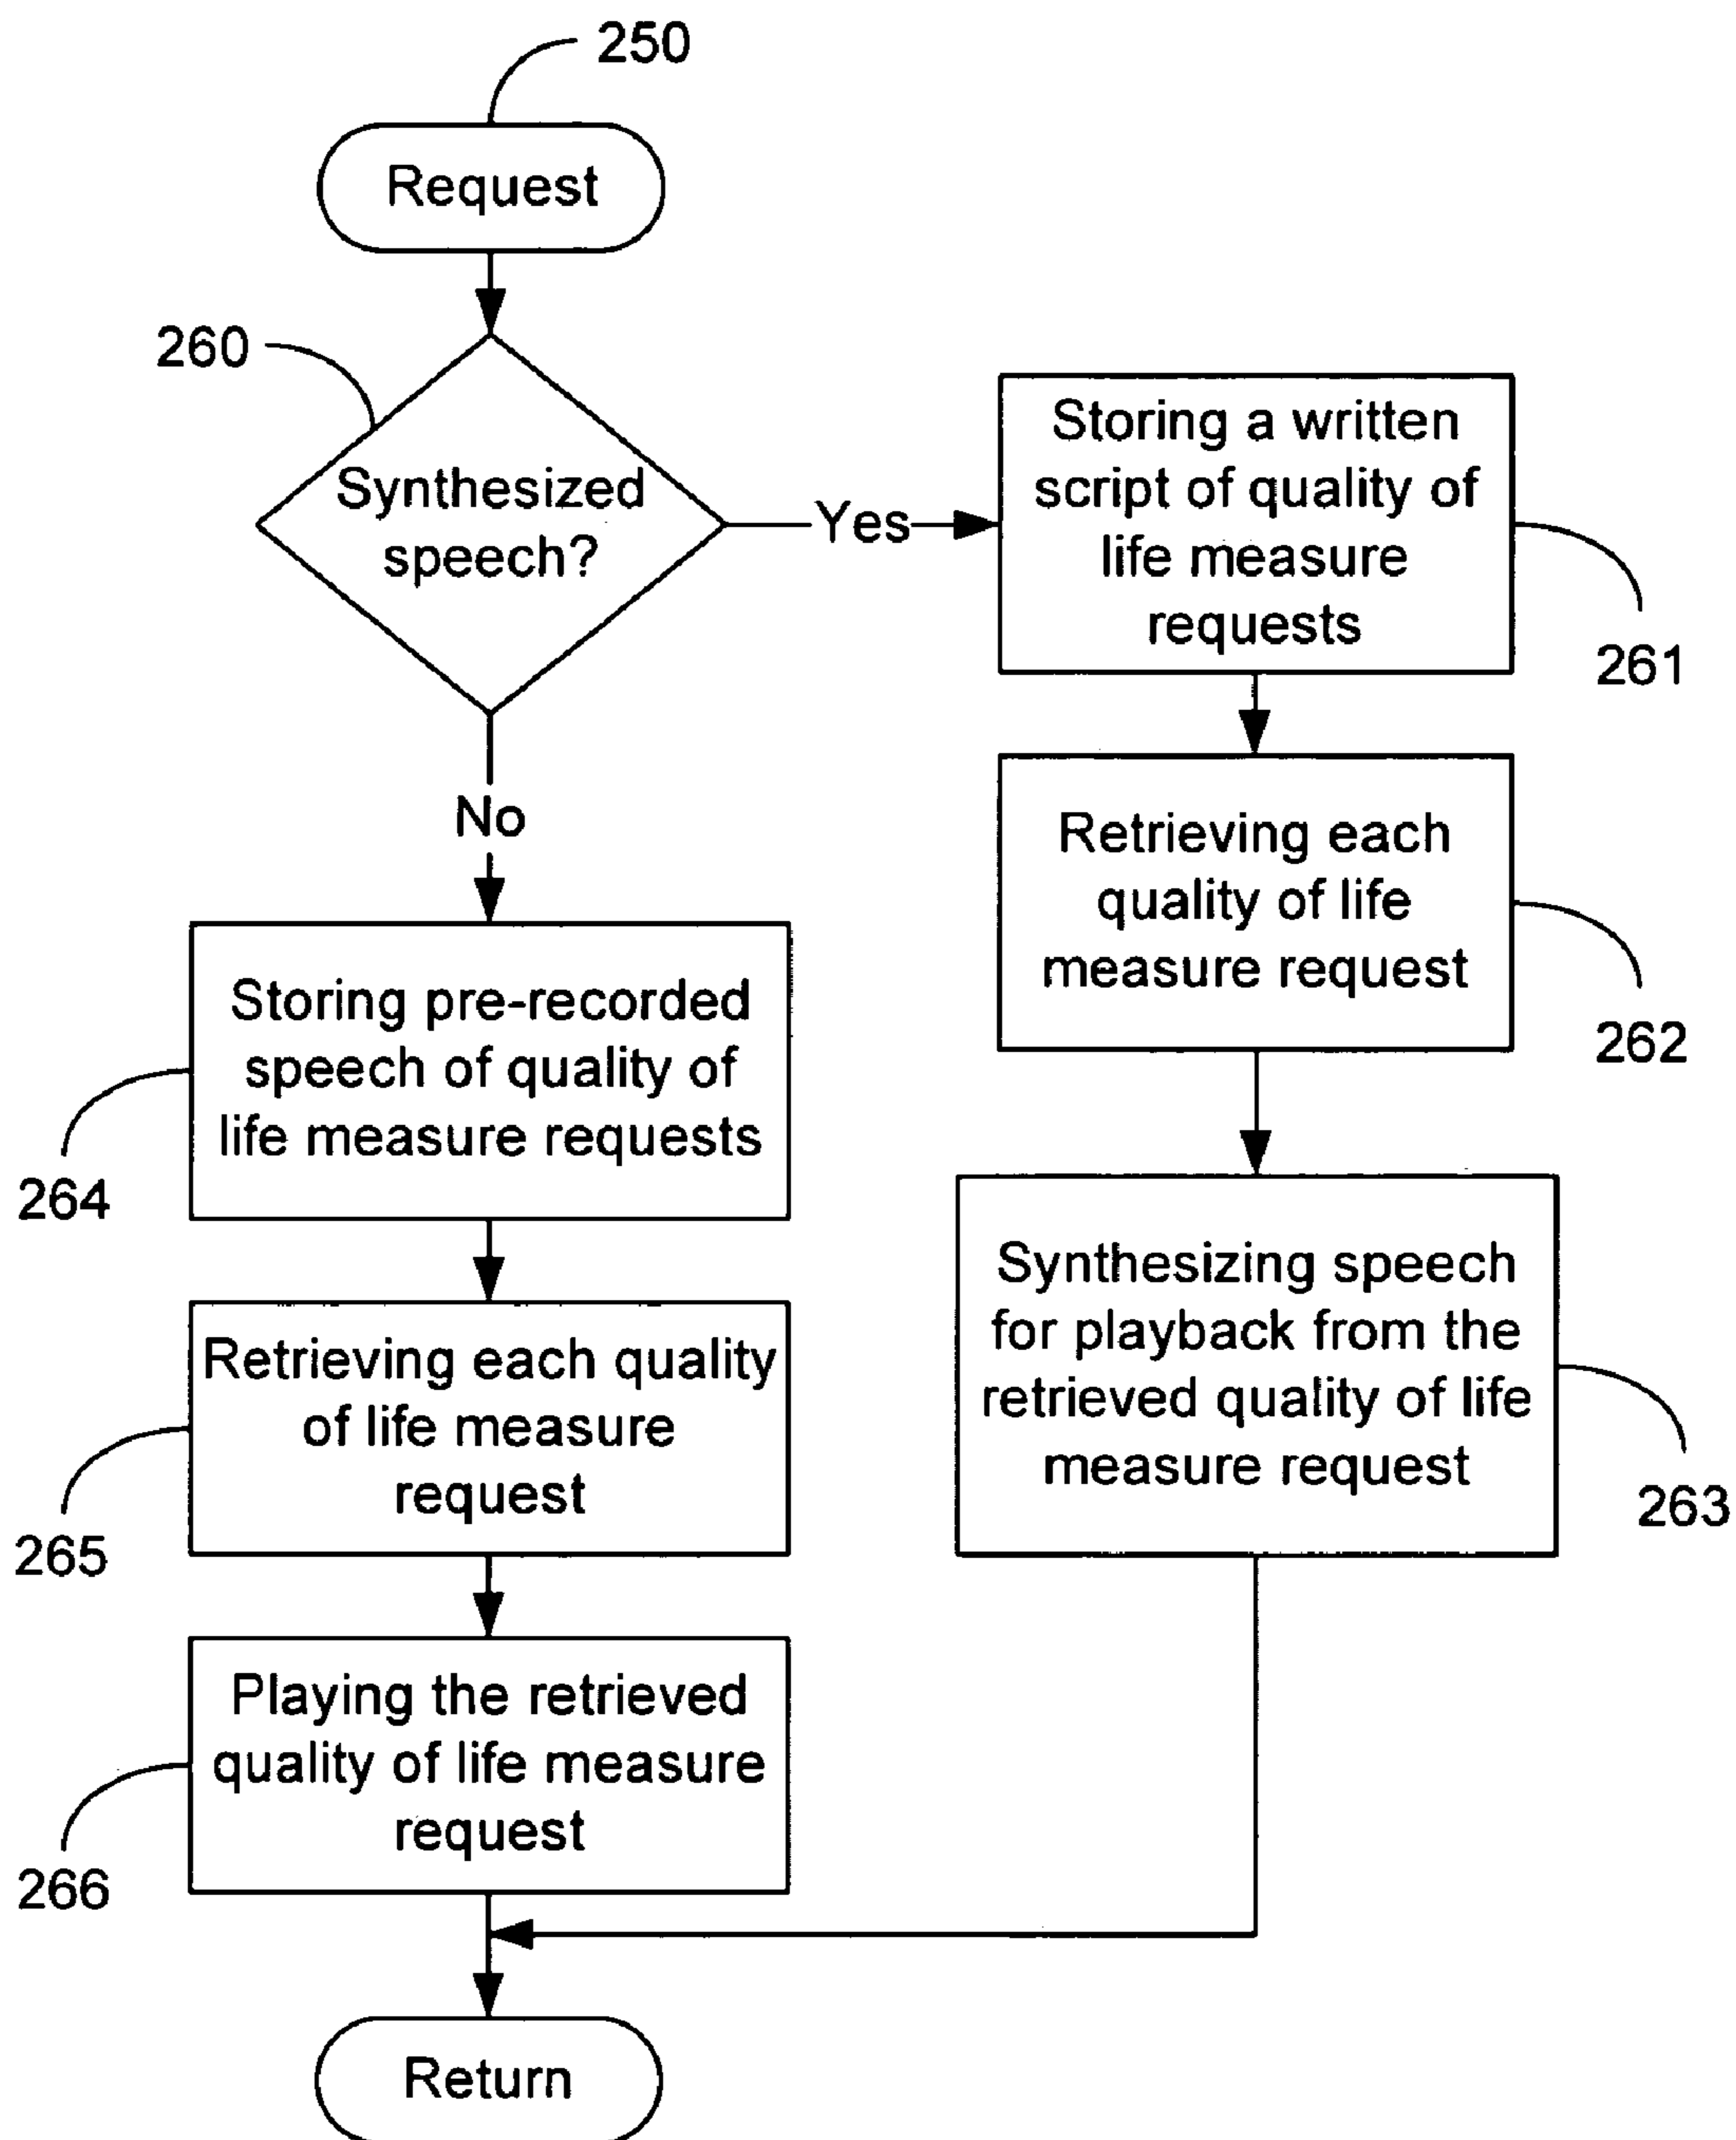 250
Request
260
Synthesized
speech?
Yes
Storing a written
script of quality of
life measure
requests
261
Retrieving each
quality of life
measure request
262
Synthesizing speech
for playback from the
retrieved quality of life
measure request
263
No
Storing pre-recorded
speech of quality of
life measure requests
264
Retrieving each quality
of life measure
request
265
Playing the retrieved
quality of life measure
request
266
Return